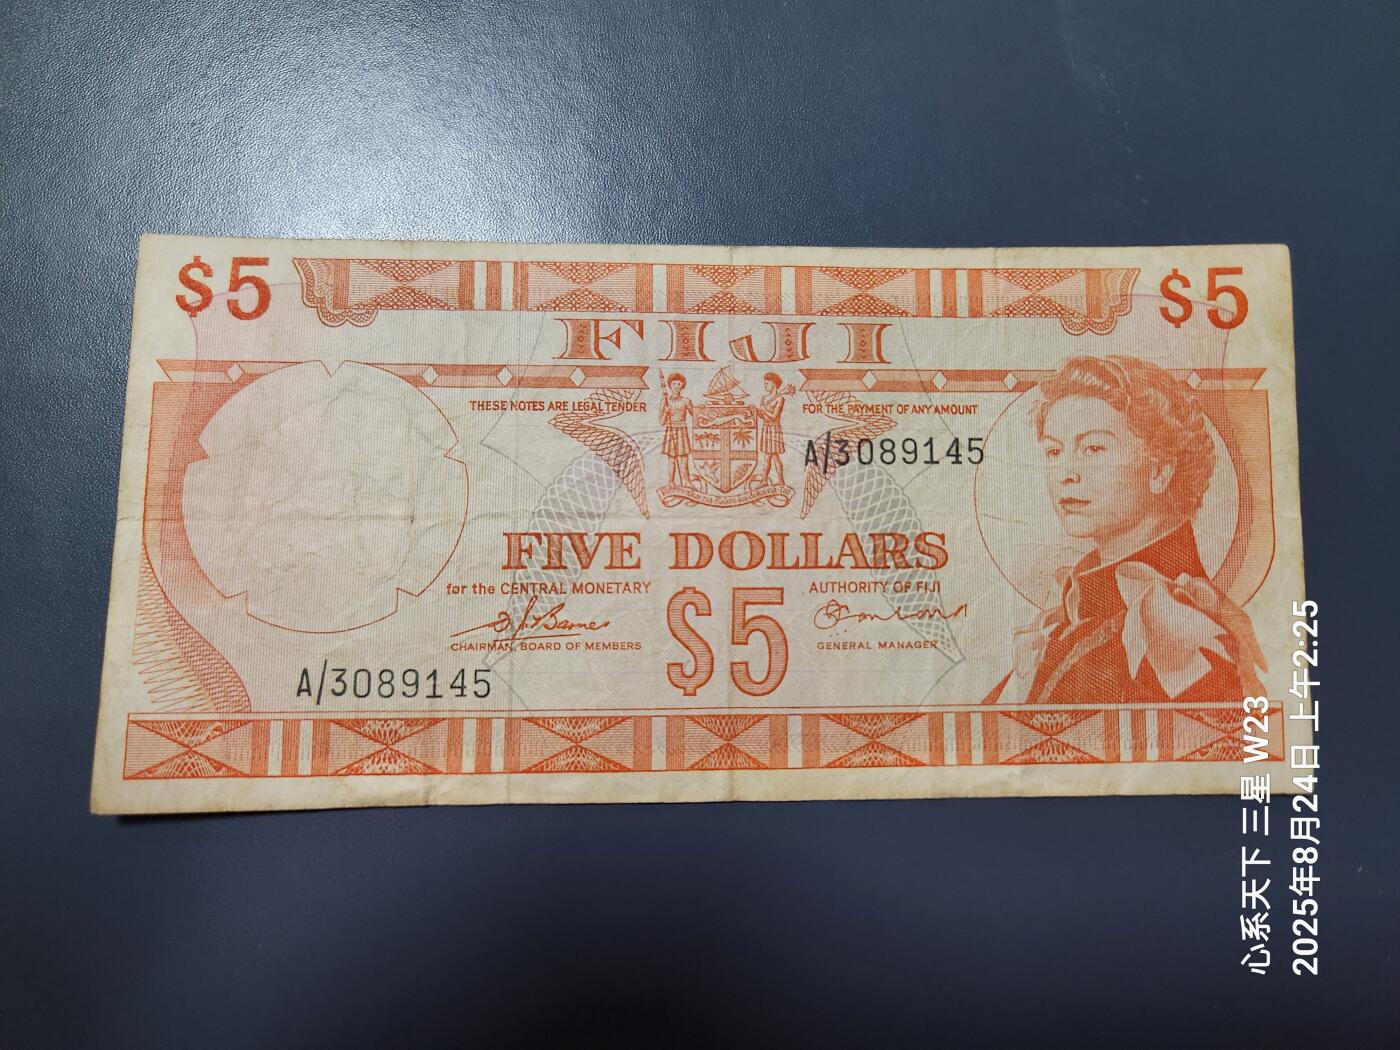 $5
$5
FIJI
THESE NOTES ARE LEGAL TENDER
FOR THE PAYMENT OF ANY AMOUNT
A/3089145
FIVE DOLLARS
for the CENTRAL MONETARY
AUTHORITY OF FIJI
$5
CHAIRMAN, BOARD OF MEMBERS
GENERAL MANAGER
A/3089145
心系天下 三星 W23
2025年8月24日 上午2:25